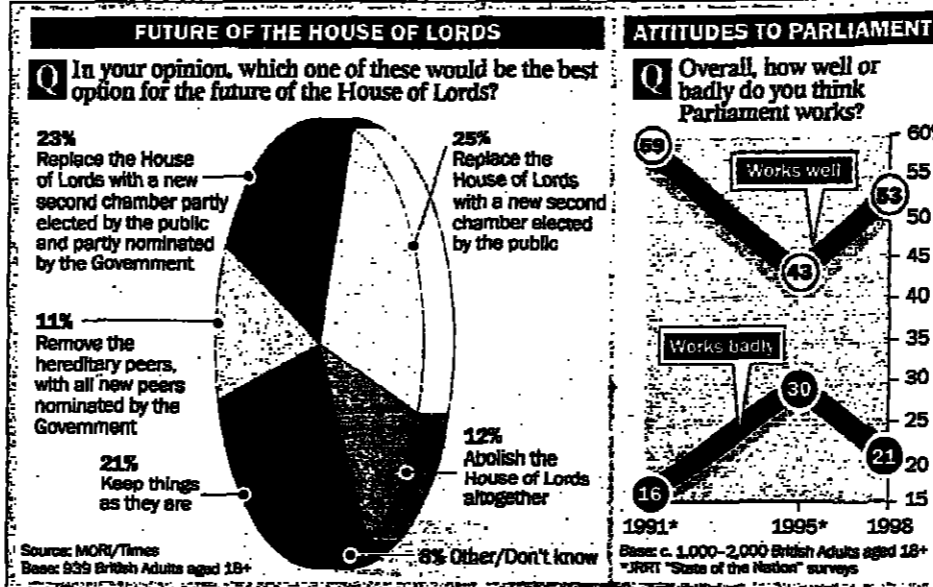 FUTURE OF THE HOUSE OF LORDS
Q In your opinion, which one of these would be the best
option for the future of the House of Lords?
23%
Replace the House
of Lords with a new
second chamber partly
elected by the public
and partly nominated
by the Government
25%
Replace the
House of Lords
with a new second
chamber elected
by the public
11%
Remove the
hereditary peers,
with all new peers
nominated by the
Government
21%
Keep things
as they are
12%
Abolish the
House of Lords
altogether
8% Other/Don't know
Source: MORI/Times
Base: 939 British Adults aged 18+
ATTITUDES TO PARLIAMENT
Q Overall, how well or
badly do you think
Parliament works?
59
Works well
53
43
Works badly
30
21
16
60%
55
50
45
40
35
30
25
20
15
1991* 1995* 1998
Base: c. 1,000-2,000 British Adults aged 18+
*JRRT "State of the Nation" surveys